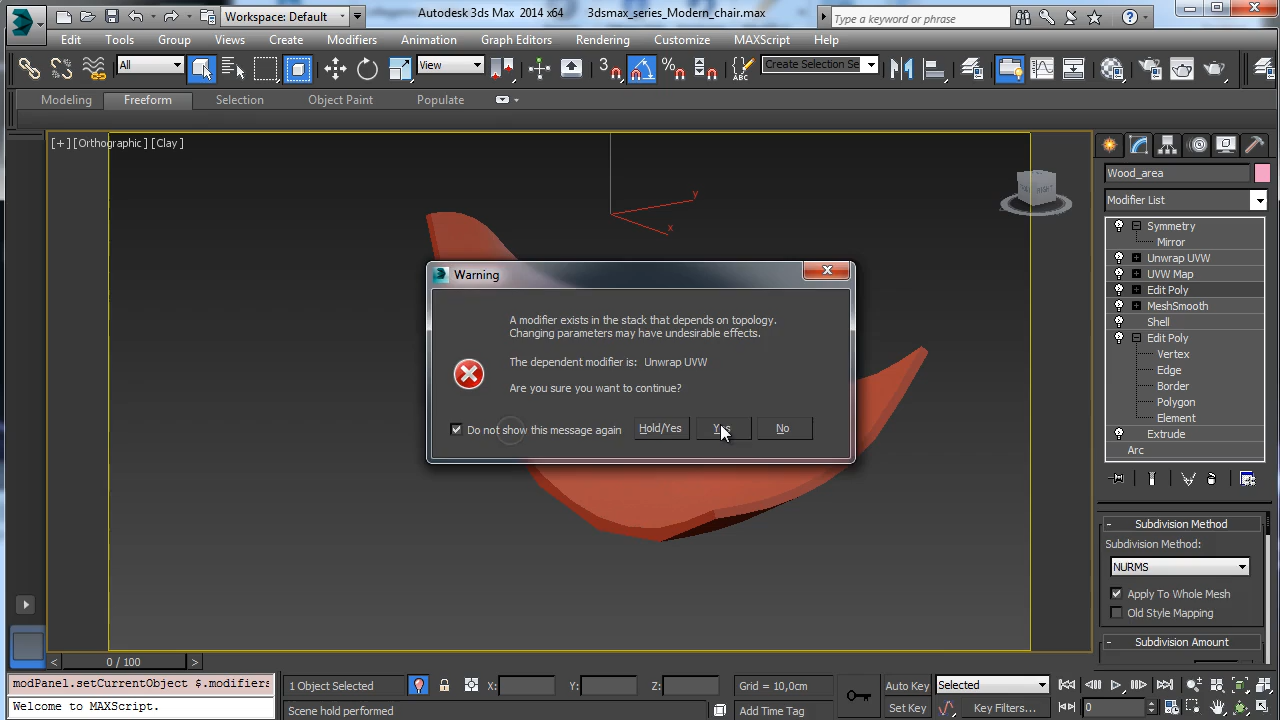 Workspace: Default
Autodesk 3ds Max 2014 x64
3dsmax_series_Modern_chair.max
Type a keyword or phrase
Edit
Tools
Group
Views
Create
Modifiers
Animation
Graph Editors
Rendering
Customize
MAXScript
Help
All
View
3
Create Selection Se
Modeling
Freeform
Selection
Object Paint
Populate
[+][Orthographic][Clay]
y
x
Wood_area
Modifier List
Symmetry
Mirror
Unwrap UVW
UVW Map
Edit Poly
MeshSmooth
Shell
Edit Poly
Vertex
Edge
Border
Polygon
Element
Extrude
Arc
Warning
A modifier exists in the stack that depends on topology.
Changing parameters may have undesirable effects.
The dependent modifier is: Unwrap UVW
Are you sure you want to continue?
Do not show this message again
Hold/Yes
Yes
No
- Subdivision Method
Subdivision Method:
NURMS
Apply To Whole Mesh
Old Style Mapping
- Subdivision Amount
< 0 / 100 >
modPanel.setCurrentObject $.modifiers
Welcome to MAXScript.
1 Object Selected
X:
Y:
Z:
Grid = 10,0cm
Auto Key
Selected
Scene hold performed
Add Time Tag
Set Key
Key Filters...
0